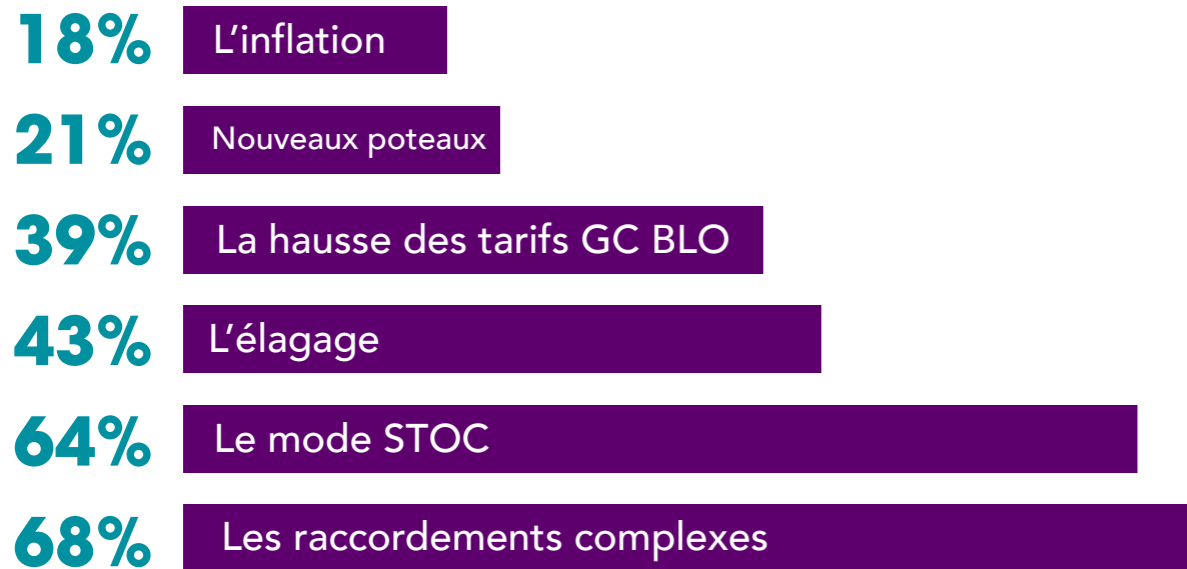 18% L’inflation
21% Nouveaux poteaux
39% La hausse des tarifs GC BLO
43% L’élagage
64% Le mode STOC
68% Les raccordements complexes